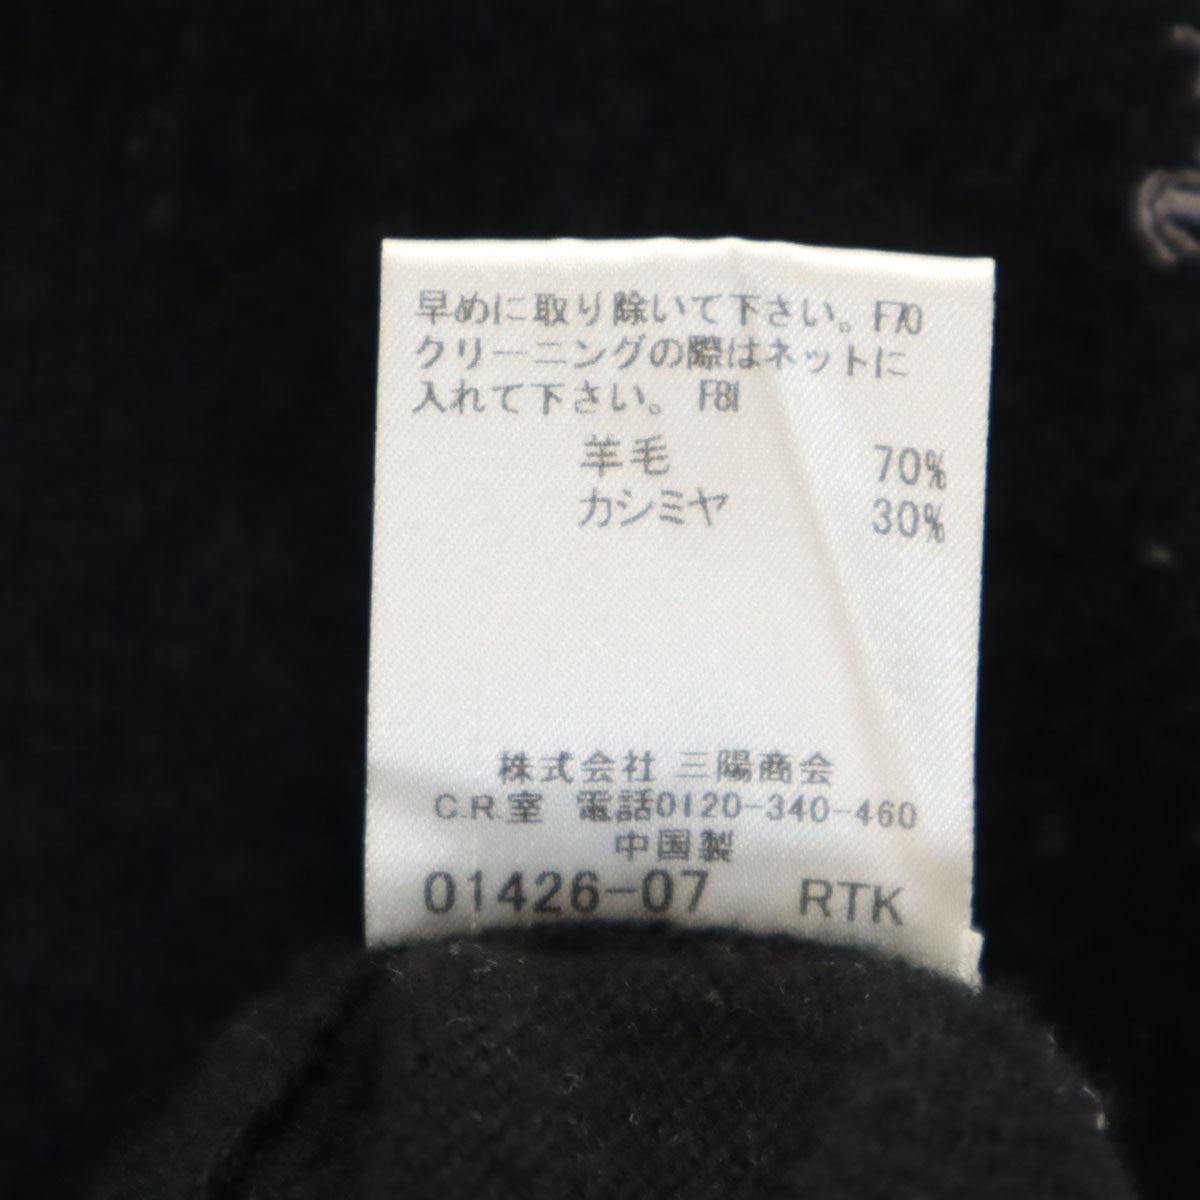 早めに取り除いて下さい。F70
クリーニングの際はネットに
入れて下さい。 F81
羊毛 70%
カシミヤ 30%
株式会社 三陽商会
C.R.室 電話0120-340-460
中国製
01426-07 RTK